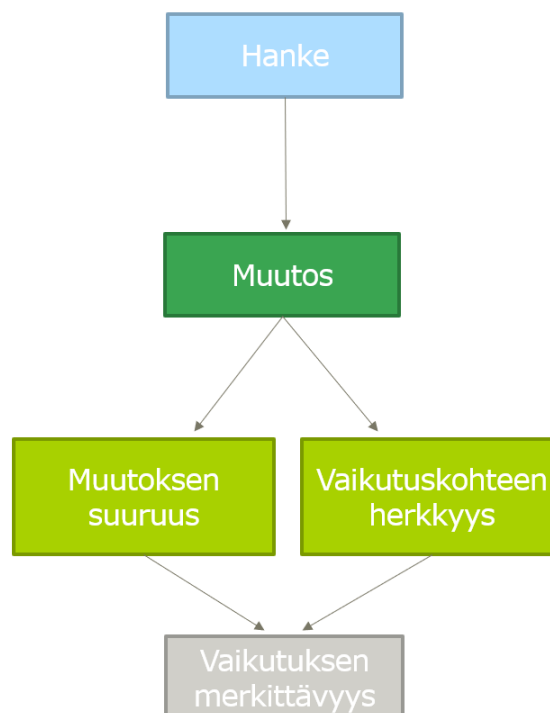 Hanke
Muutos
Muutoksen
suuruus
Vaikutuskohteen
herkkyys
Vaikutuksen
merkittävyys